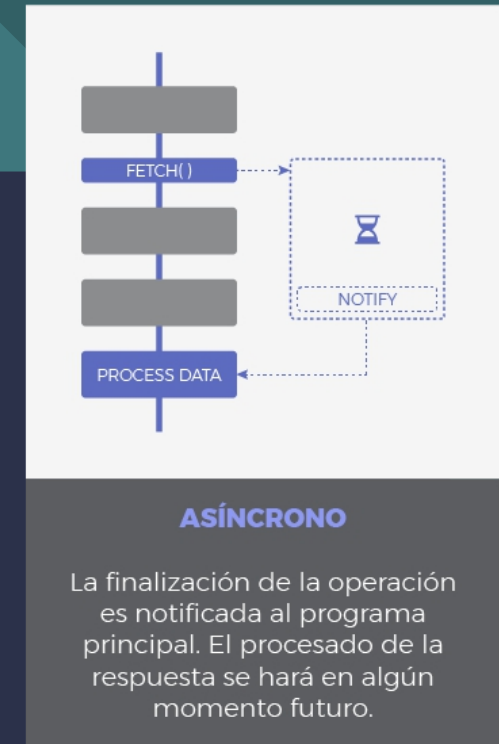 FETCH( )
NOTIFY
PROCESS DATA
ASÍNCRONO
La finalización de la operación
es notificada al programa
principal. El procesado de la
respuesta se hará en algún
momento futuro.